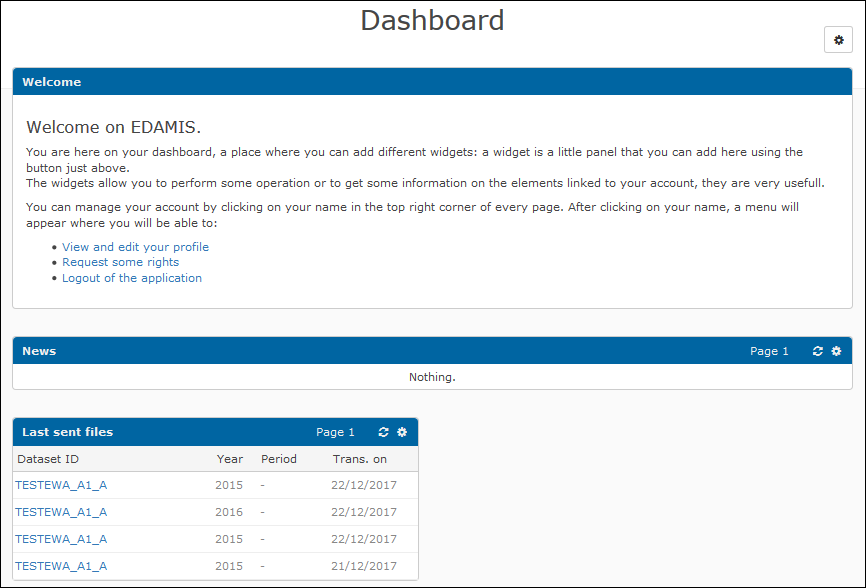 Dashboard
Welcome
Welcome on EDAMIS.
You are here on your dashboard, a place where you can add different widgets: a widget is a little panel that you can add here using the
button just above.
The widgets allow you to perform some operation or to get some information on the elements linked to your account, they are very usefull.
You can manage your account by clicking on your name in the top right corner of every page. After clicking on your name, a menu will
appear where you will be able to:
• View and edit your profile
• Request some rights
• Logout of the application
News Page 1
Nothing.
Last sent files Page 1
Dataset ID Year Period Trans. on
TESTEWA_A1_A 2015 - 22/12/2017
TESTEWA_A1_A 2016 - 22/12/2017
TESTEWA_A1_A 2015 - 22/12/2017
TESTEWA_A1_A 2015 - 21/12/2017